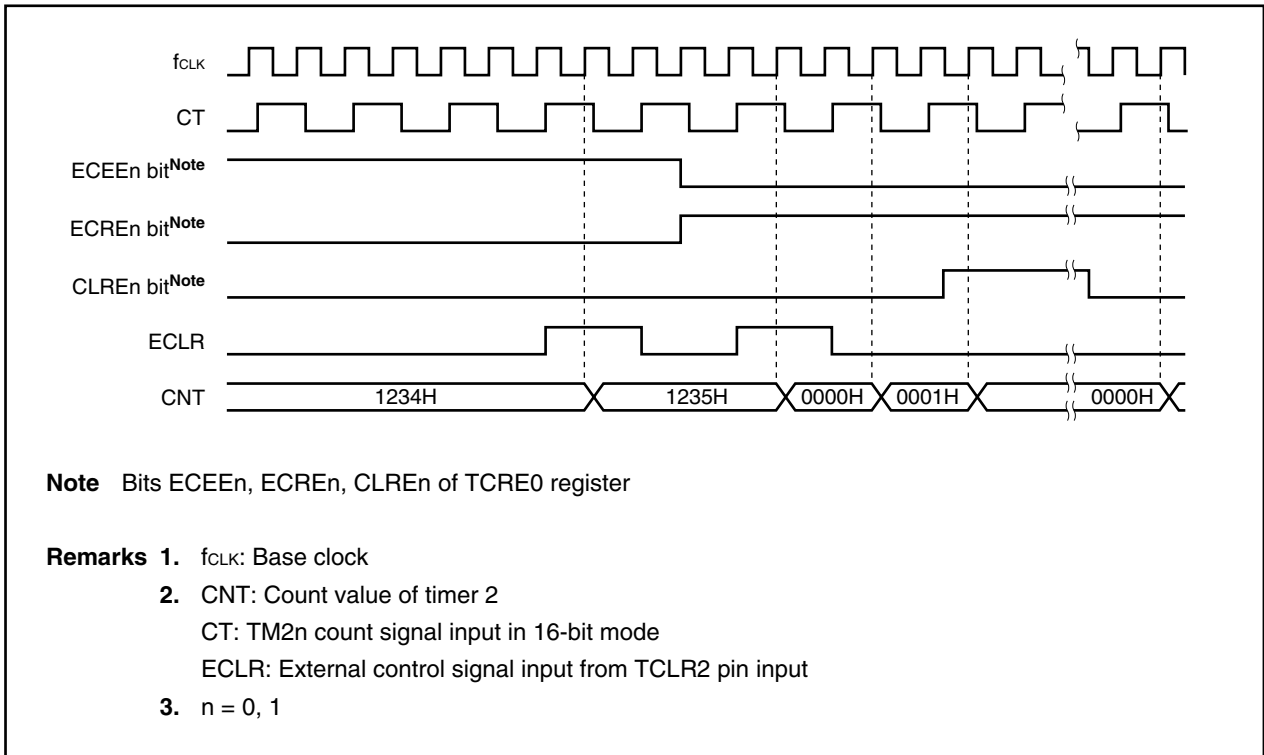 fCLK
CT
ECEEn bitNote
ECREn bitNote
CLREn bitNote
ECLR
CNT 1234H 1235H 0000H 0001H 0000H
Note Bits ECEEn, ECREn, CLREn of TCRE0 register
Remarks 1. fCLK: Base clock
2. CNT: Count value of timer 2
CT: TM2n count signal input in 16-bit mode
ECLR: External control signal input from TCLR2 pin input
3. n = 0, 1